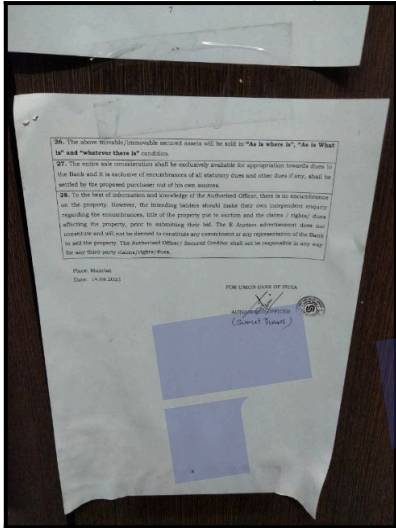 7
26. The above movable/immovable secured assets will be sold in "As is where is", "As is What
is" and "whatever there is" condition.
27. The entire sale consideration shall be exclusively available for appropriation towards dues to
the Bank and it is exclusive of encumbrances of all statutory dues and other dues if any, shall be
settled by the proposed purchaser out of his own sources.
28. To the best of information and knowledge of the Authorised Officer, there is no encumbrance
on the property. However, the intending bidders should make their own independent enquiry
regarding the encumbrances, title of the property put to auction and the claims / rights/ dues
affecting the property, prior to submitting their bid. The E Auction advertisement does not
constitute and will not be deemed to constitute any commitment or any representation of the Bank
to sell the property. The Authorised Officer/ Secured Creditor shall not be responsible in any way
for any third party claims/rights/dues.
Place: Mumbai
Date: 14.09.2021
FOR UNION BANK OF INDIA
AUTHORISED OFFICER